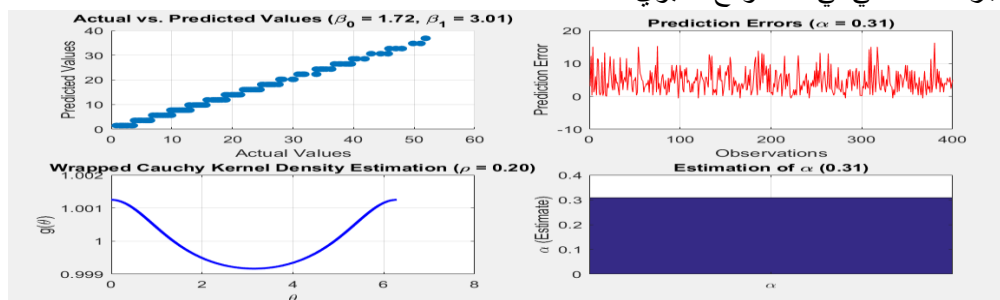 Actual vs. Predicted Values (β₀ = 1.72, β₁ = 3.01)
Predicted Values
40
30
20
10
0
0 10 20 30 40 50 60
Actual Values
Prediction Errors (α = 0.31)
Prediction Error
20
10
0
-10
0 100 200 300 400
Observations
Wrapped Cauchy Kernel Density Estimation (ρ = 0.20)
g(θ)
1.002
1.001
1
0.999
0 2 4 6 8
θ
Estimation of α (0.31)
α (Estimate)
0.4
0.3
0.2
0.1
0
α